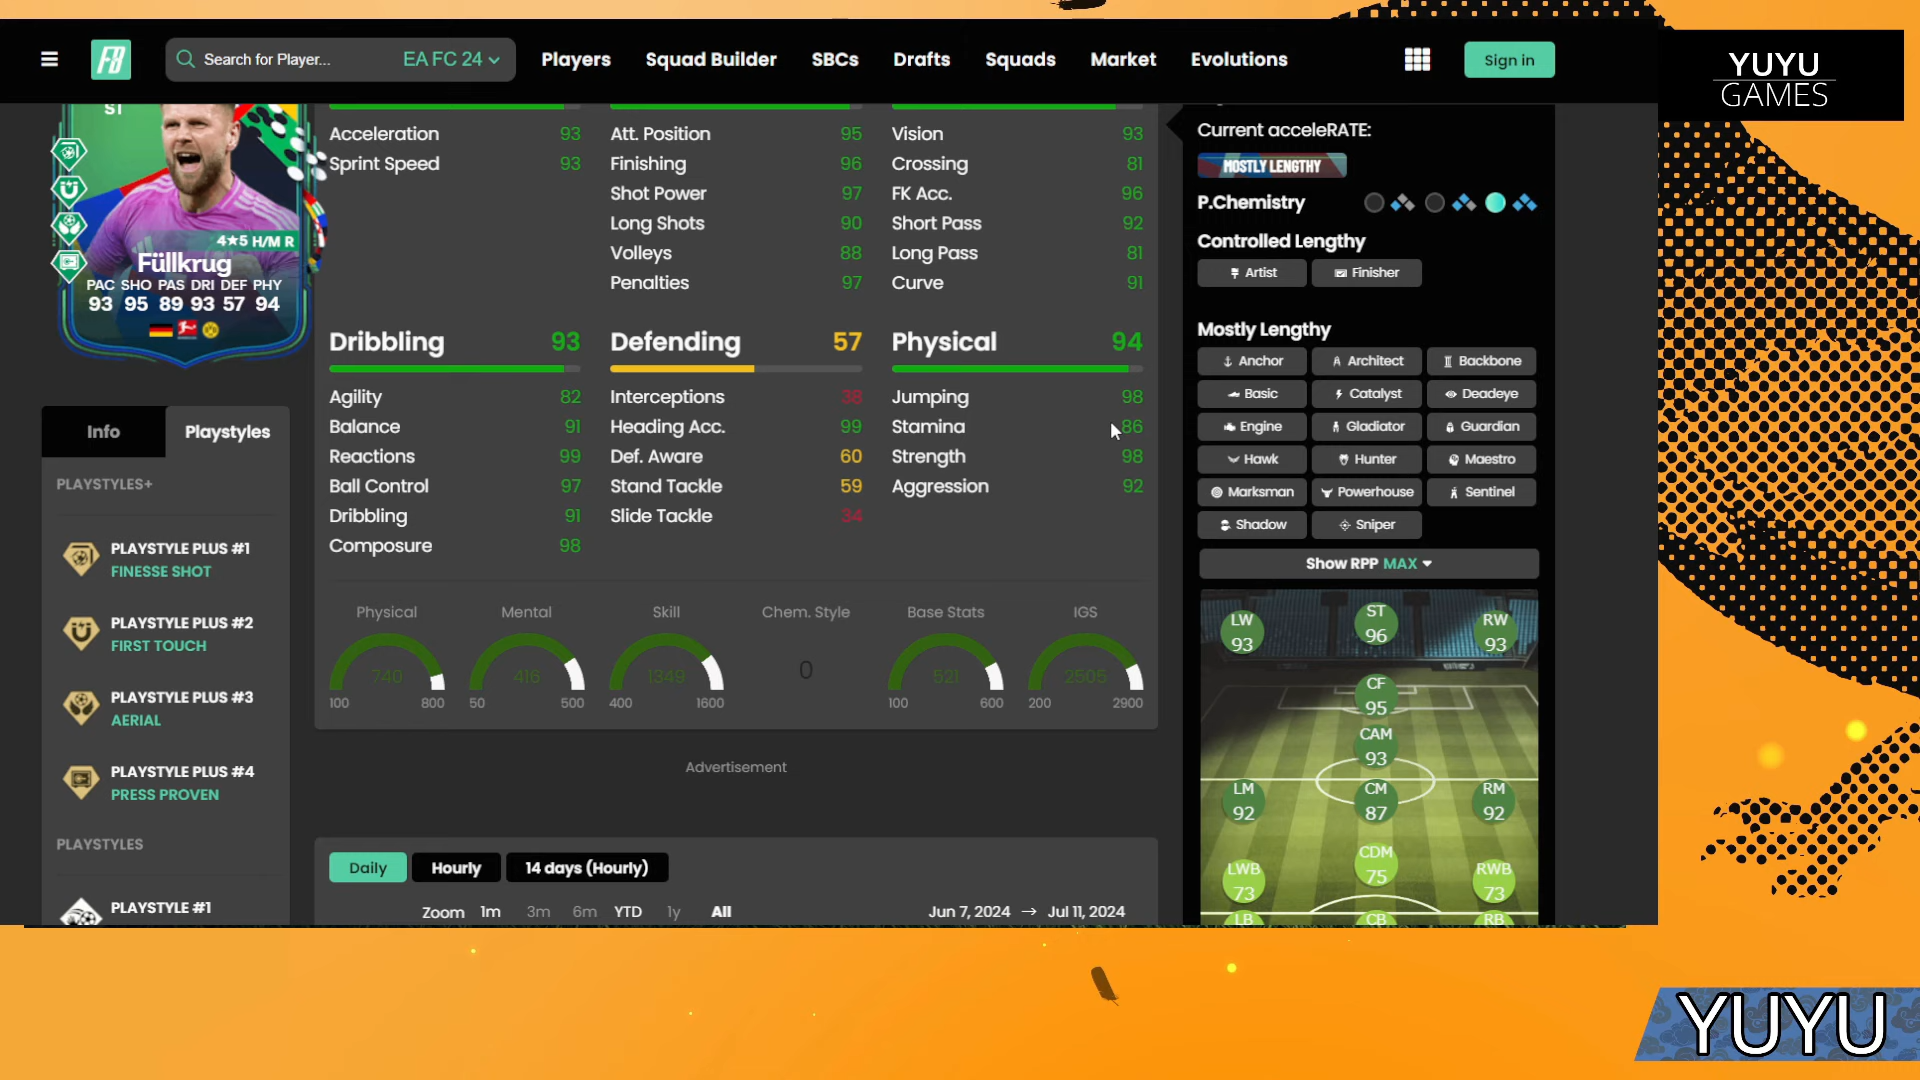 F8
Search for Player...
EA FC 24
Players
Squad Builder
SBCs
Drafts
Squads
Market
Evolutions
Sign in
YUYU
GAMES
ST
4★5 H/M R
Füllkrug
PAC SHO PAS DRI DEF PHY
93 95 89 93 57 94
Acceleration 93
Sprint Speed 93
Att. Position 95
Finishing 96
Shot Power 97
Long Shots 90
Volleys 88
Penalties 97
Vision 93
Crossing 81
FK Acc. 96
Short Pass 92
Long Pass 81
Curve 91
Dribbling 93
Agility 82
Balance 91
Reactions 99
Ball Control 97
Dribbling 91
Composure 98
Defending 57
Interceptions 38
Heading Acc. 99
Def. Aware 60
Stand Tackle 59
Slide Tackle 34
Physical 94
Jumping 98
Stamina 86
Strength 98
Aggression 92
Physical
740
100 800
Mental
416
50 500
Skill
1349
400 1600
Chem. Style
0
Base Stats
521
100 600
IGS
2505
200 2900
Info
Playstyles
PLAYSTYLES+
PLAYSTYLE PLUS #1
FINESSE SHOT
PLAYSTYLE PLUS #2
FIRST TOUCH
PLAYSTYLE PLUS #3
AERIAL
PLAYSTYLE PLUS #4
PRESS PROVEN
PLAYSTYLES
PLAYSTYLE #1
Advertisement
Daily
Hourly
14 days (Hourly)
Zoom 1m 3m 6m YTD 1y All
Jun 7, 2024 → Jul 11, 2024
Current acceleRATE:
MOSTLY LENGTHY
P.Chemistry
Controlled Lengthy
Artist
Finisher
Mostly Lengthy
Anchor
Architect
Backbone
Basic
Catalyst
Deadeye
Engine
Gladiator
Guardian
Hawk
Hunter
Maestro
Marksman
Powerhouse
Sentinel
Shadow
Sniper
Show RPP MAX
LW
93
ST
96
RW
93
CF
95
CAM
93
LM
92
CM
87
RM
92
LWB
73
CDM
75
RWB
73
LB
CB
RB
YUYU